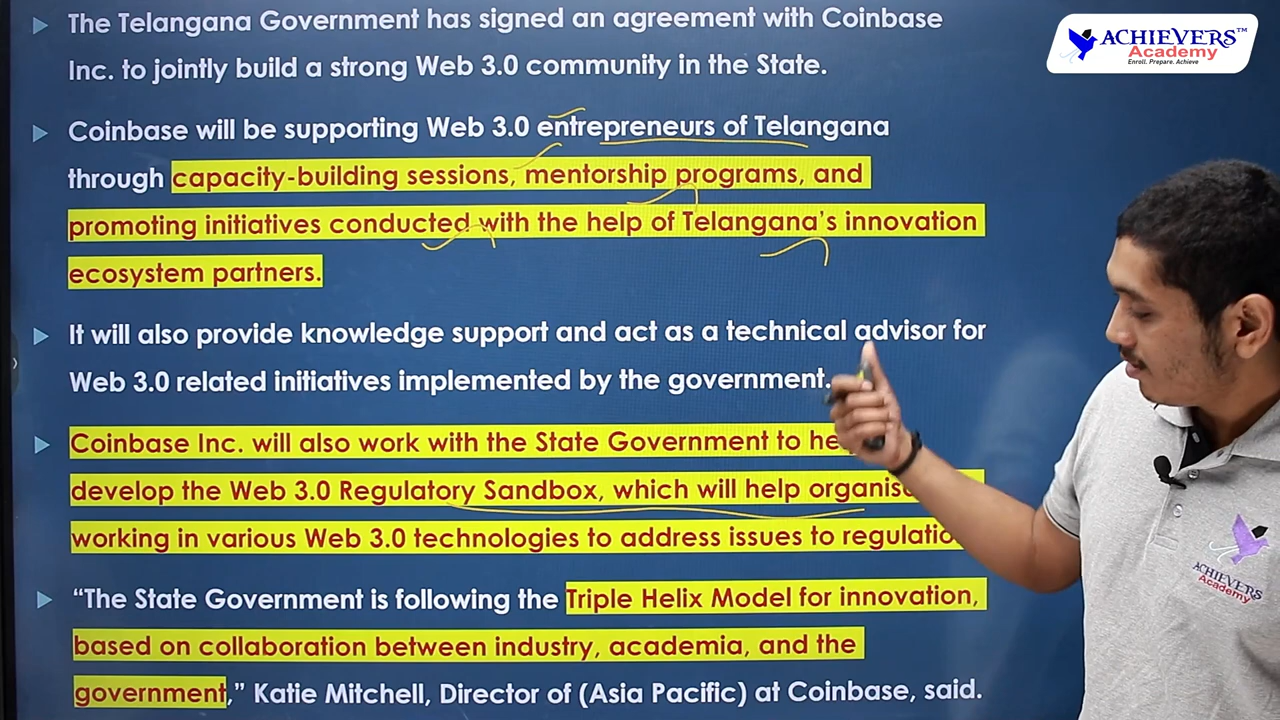 The Telangana Government has signed an agreement with Coinbase
Inc. to jointly build a strong Web 3.0 community in the State.
Coinbase will be supporting Web 3.0 entrepreneurs of Telangana
through capacity-building sessions, mentorship programs, and
promoting initiatives conducted with the help of Telangana's innovation
ecosystem partners.
It will also provide knowledge support and act as a technical advisor for
Web 3.0 related initiatives implemented by the government.
Coinbase Inc. will also work with the State Government to
develop the Web 3.0 Regulatory Sandbox, which will help
working in various Web 3.0 technologies to address issues to
"The State Government is following the Triple Helix Model for innovation,
based on collaboration between industry, academia, and the
government," Katie Mitchell, Director of (Asia Pacific) at Coinbase, said.
ACHIEVERS™
Academy
Enroll. Prepare. Achieve
ACHIEVERS
Academy